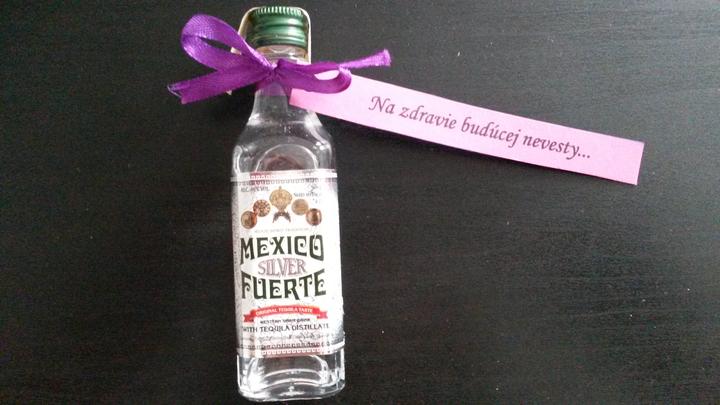 Na zdravie budúcej nevesty...
MEXICO
SILVER
FUERTE
ORIGINAL TEQUILA TASTE
WITH TEQUILA DISTILLATE